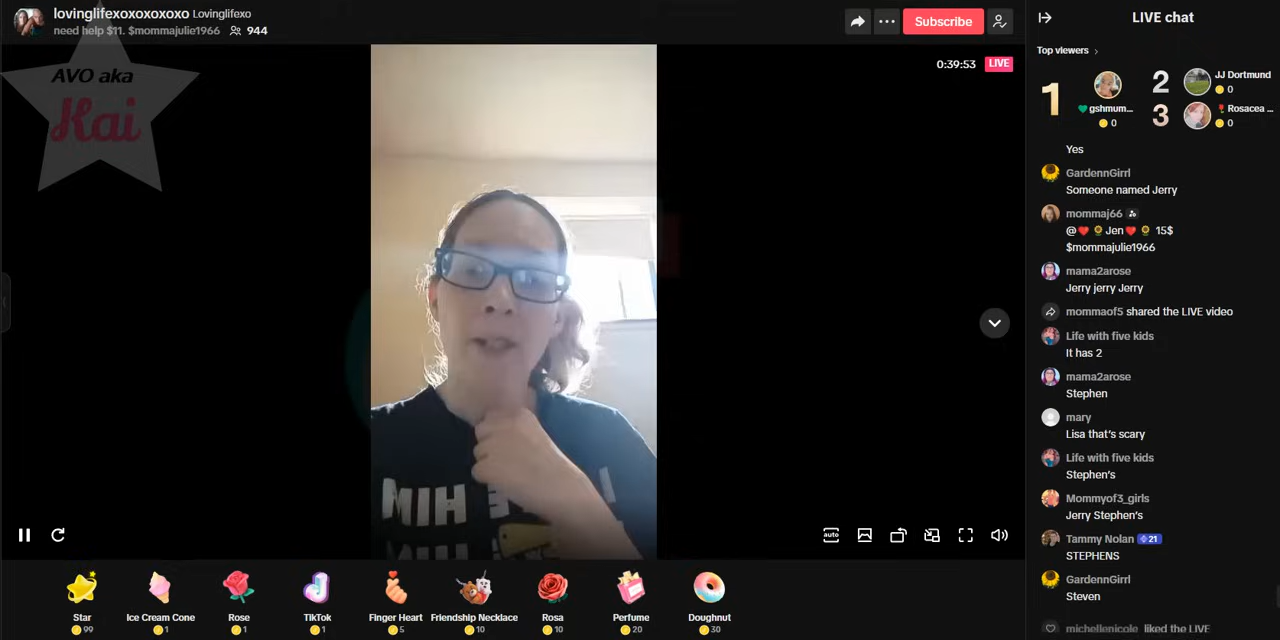 lovinglifexoxoxoxoxo Lovinglifexo
need help $11. $mommajulie1966 944
Subscribe
AVO aka
Kai
0:39:53 LIVE
HIM
Star
99
Ice Cream Cone
1
Rose
1
TikTok
1
Finger Heart
5
Friendship Necklace
10
Rosa
10
Perfume
20
Doughnut
30
auto
LIVE chat
Top viewers
1
gshmum...
0
2
JJ Dortmund
0
3
Rosacea ...
0
Yes
GardennGirrl
Someone named Jerry
mommaj66
@❤️🌻Jen❤️🌻 15$
$mommajulie1966
mama2arose
Jerry jerry Jerry
mommaof5 shared the LIVE video
Life with five kids
It has 2
mama2arose
Stephen
mary
Lisa that's scary
Life with five kids
Stephen's
Mommyof3_girls
Jerry Stephen's
Tammy Nolan 21
STEPHENS
GardennGirrl
Steven
michellenicole liked the LIVE